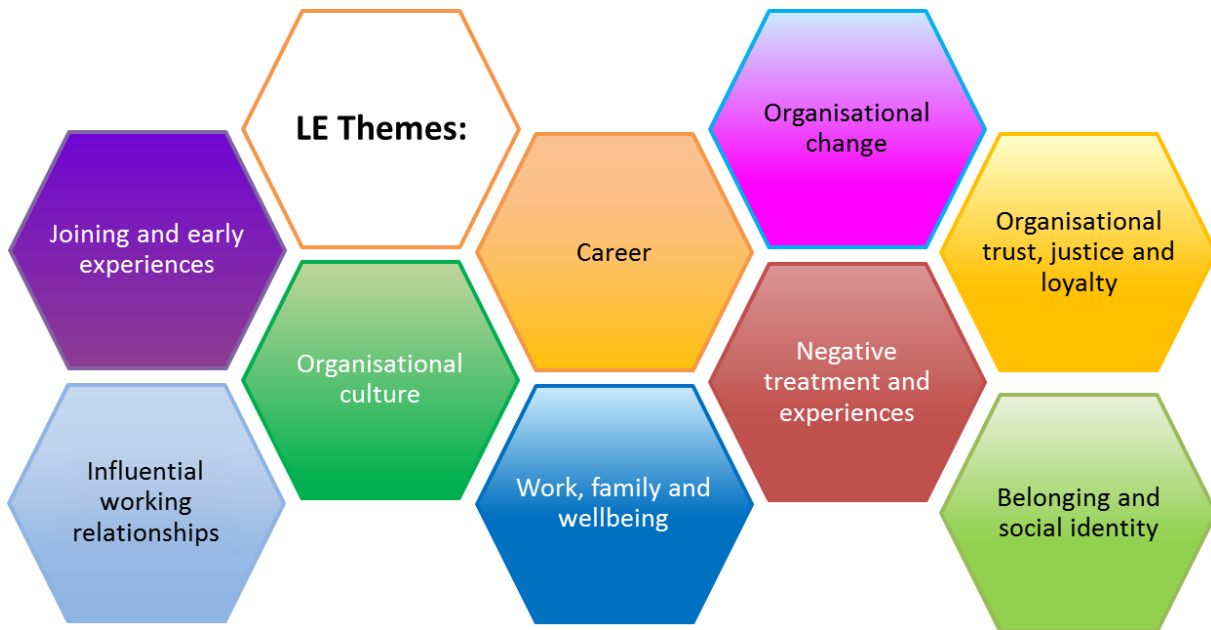 LE Themes:
Joining and early
experiences
Influential
working
relationships
Organisational
culture
Career
Work, family and
wellbeing
Organisational
change
Negative
treatment and
experiences
Organisational
trust, justice and
loyalty
Belonging and
social identity